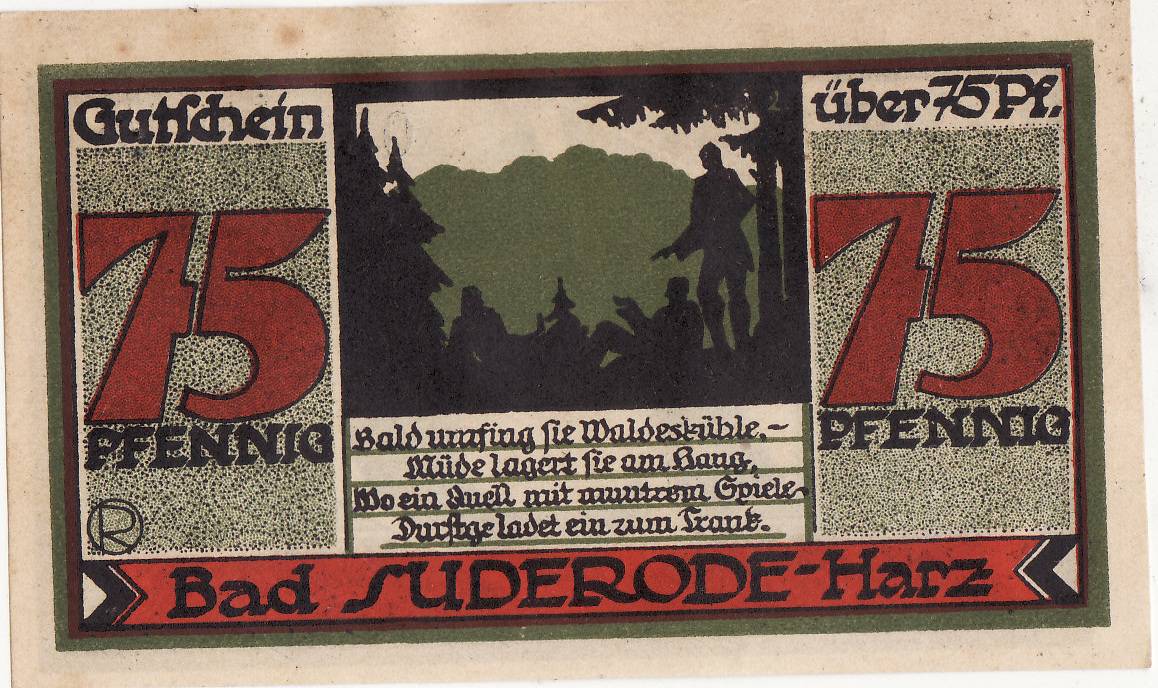 Gutschein
über 75 Pf.
75
PFENNIG
75
PFENNIG
Bald umfing sie Waldeskühle,-
Müde lagert sie am Hang,
Wo ein Quell mit muntrem Spiele
Durstge ladet ein zum Trank.
R
Bad SUDERODE-Harz